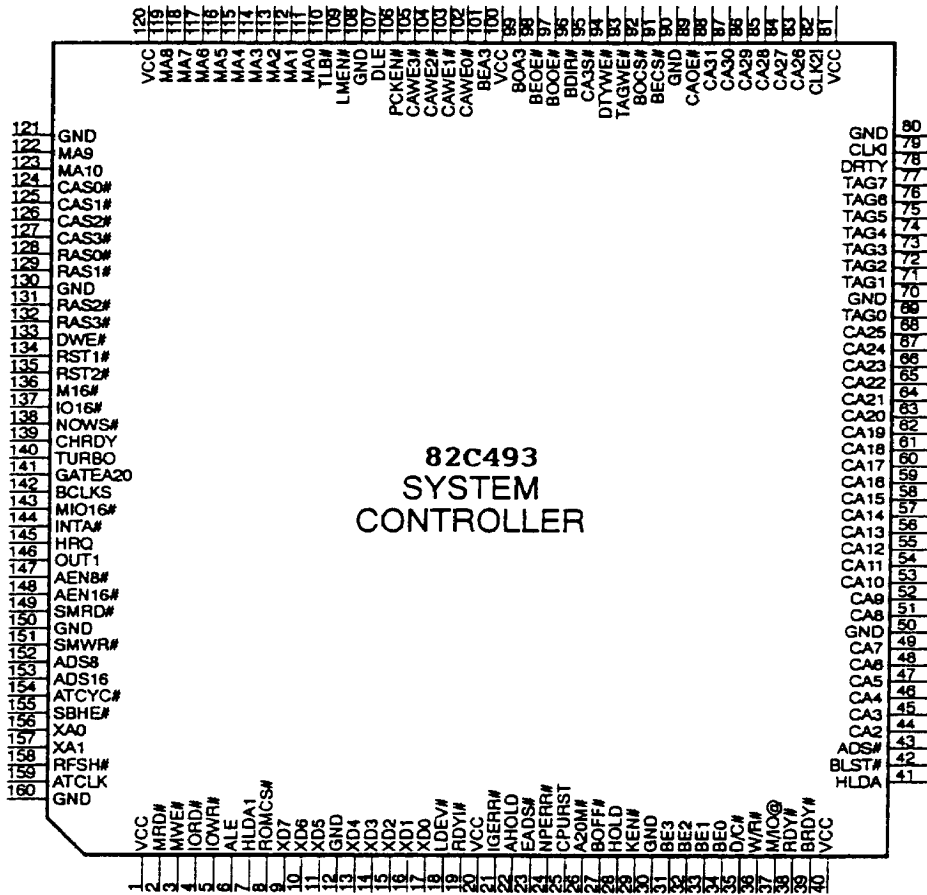 120 119 118 117 116 115 114 113 112 111 110 109 108 107 106 105 104 103 102 101 100 99 98 97 96 95 94 93 92 91 90 89 88 87 86 85 84 83 82 81
VCC MA8 MA7 MA6 MA5 MA4 MA3 MA2 MA1 MA0 TLB# LMEN# GND DLE PCKEN# CAWE3# CAWE2# CAWE1# CAWE0# BEA3 VCC BOA3 BEOE# BOOE# BDIR# CA3S# DTYWE# TAGWE# BOCS# BECS# GND CAOE# CA31 CA30 CA29 CA28 CA27 CA26 CLK2I VCC
121 GND
122 MA9
123 MA10
124 CAS0#
125 CAS1#
126 CAS2#
127 CAS3#
128 RAS0#
129 RAS1#
130 GND
131 RAS2#
132 RAS3#
133 DWE#
134 RST1#
135 RST2#
136 M16#
137 IO16#
138 NOWS#
139 CHRDY
140 TURBO
141 GATEA20
142 BCLKS
143 MIO16#
144 INTA#
145 HRQ
146 OUT1
147 AEN8#
148 AEN16#
149 SMRD#
150 GND
151 SMWR#
152 ADS8
153 ADS16
154 ATCYC#
155 SBHE#
156 XA0
157 XA1
158 RFSH#
159 ATCLK
160 GND
82C493
SYSTEM
CONTROLLER
GND 80
CLKI 79
DRTY 78
TAG7 77
TAG6 76
TAG5 75
TAG4 74
TAG3 73
TAG2 72
TAG1 71
GND 70
TAG0 69
CA25 68
CA24 67
CA23 66
CA22 65
CA21 64
CA20 63
CA19 62
CA18 61
CA17 60
CA16 59
CA15 58
CA14 57
CA13 56
CA12 55
CA11 54
CA10 53
CA9 52
CA8 51
GND 50
CA7 49
CA6 48
CA5 47
CA4 46
CA3 45
CA2 44
ADS# 43
BLST# 42
HLDA 41
VCC MRD# MWE# IORD# IOWR# ALE HLDA1 ROMCS# XD7 XD6 XD5 GND XD4 XD3 XD2 XD1 XD0 LDEV# RDYI# VCC IGERR# AHOLD EADS# NPERR# CPURST A20M# BOFF# HOLD KEN# GND BE3 BE2 BE1 BE0 D/C# W/R# M/IO@ RDY# BRDY# VCC
1 2 3 4 5 6 7 8 9 10 11 12 13 14 15 16 17 18 19 20 21 22 23 24 25 26 27 28 29 30 31 32 33 34 35 36 37 38 39 40